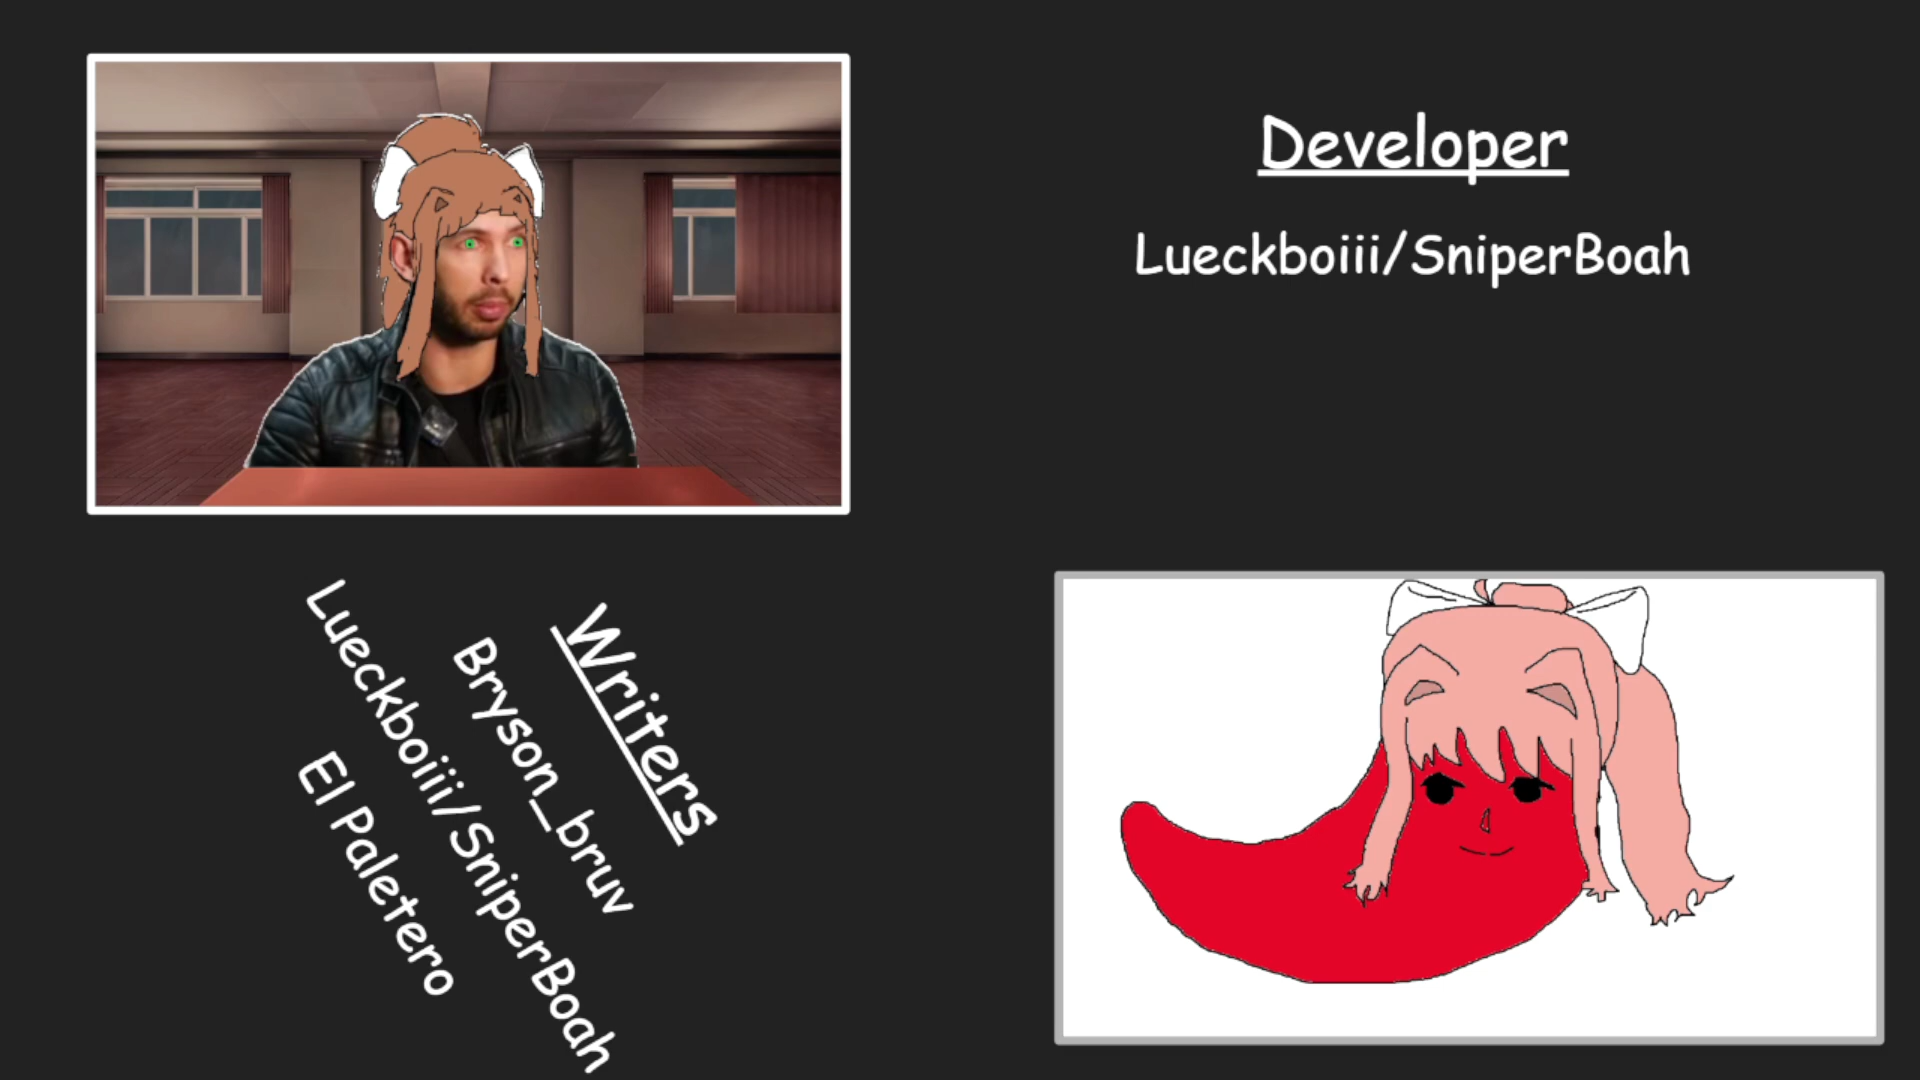 Developer
Lueckboiii/SniperBoah
Writers
Bryson_bruv
Lueckboiii/SniperBoah
El Paletero